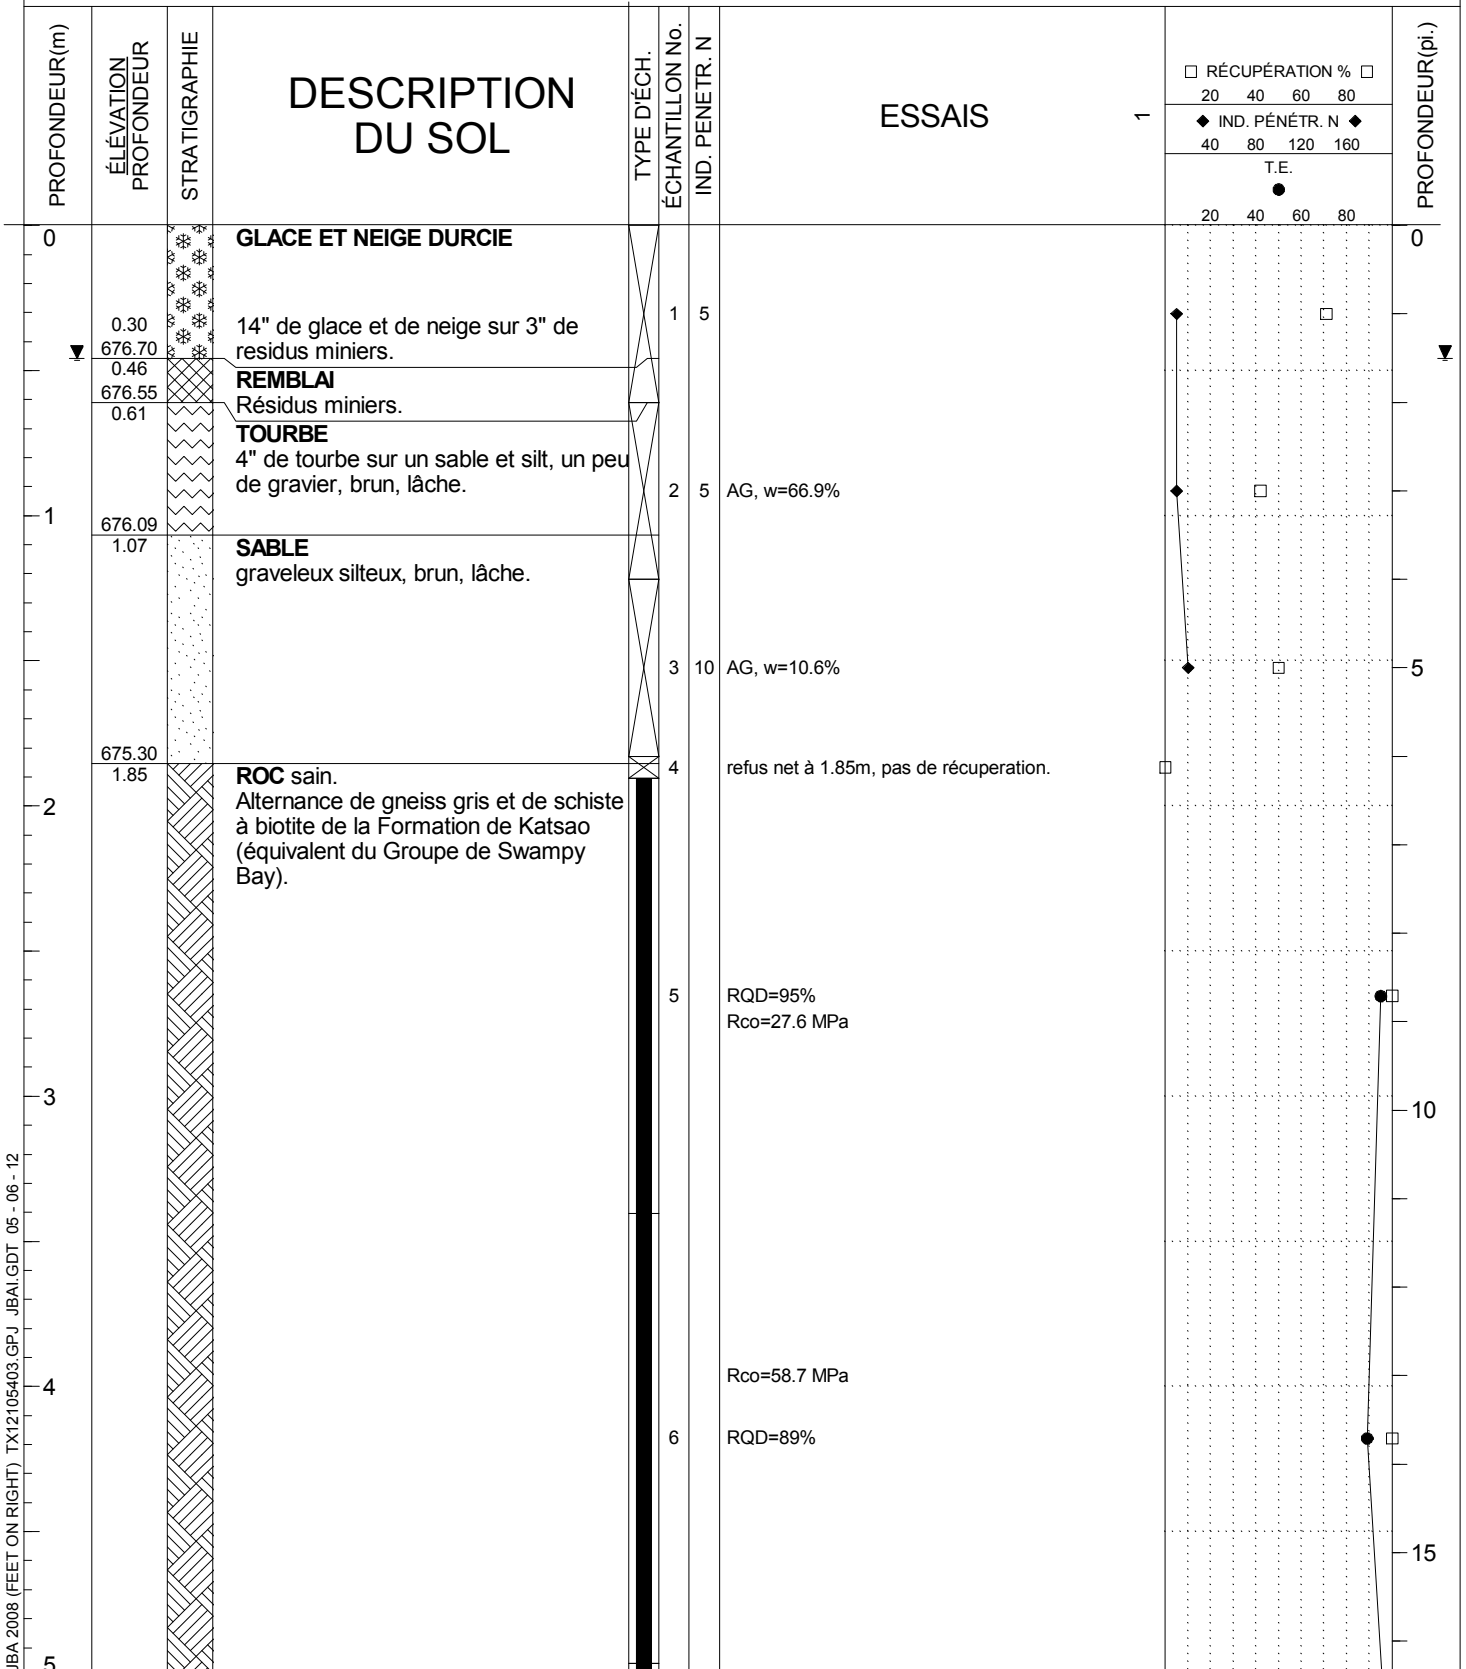 PROFONDEUR(m)
ÉLÉVATION
PROFONDEUR
STRATIGRAPHIE
DESCRIPTION
DU SOL
TYPE D'ÉCH.
ÉCHANTILLON No.
IND. PENETR. N
ESSAIS
1
RÉCUPÉRATION %
20 40 60 80
IND. PÉNÉTR. N
40 80 120 160
T.E.
20 40 60 80
PROFONDEUR(pi.)
0
GLACE ET NEIGE DURCIE
0
0.30
14" de glace et de neige sur 3" de
1 5
676.70
residus miniers.
0.46
676.55
REMBLAI
0.61
Résidus miniers.
TOURBE
4" de tourbe sur un sable et silt, un peu
de gravier, brun, lâche.
2 5 AG, w=66.9%
1
676.09
1.07
SABLE
graveleux silteux, brun, lâche.
3 10 AG, w=10.6%
5
675.30
1.85
ROC sain.
4 refus net à 1.85m, pas de récuperation.
2
Alternance de gneiss gris et de schiste
à biotite de la Formation de Katsao
(équivalent du Groupe de Swampy
Bay).
5 RQD=95%
Rco=27.6 MPa
3
10
Rco=58.7 MPa
4
6 RQD=89%
15
5
JBA 2008 (FEET ON RIGHT) TX12105403.GPJ JBAI.GDT 05 - 06 - 12